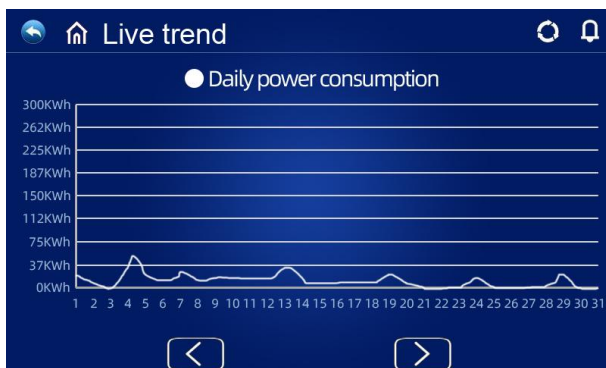 Live trend
Daily power consumption
300KWh
262KWh
225KWh
187KWh
150KWh
112KWh
75KWh
37KWh
0KWh
1 2 3 4 5 6 7 8 9 10 11 12 13 14 15 16 17 18 19 20 21 22 23 24 25 26 27 28 29 30 31